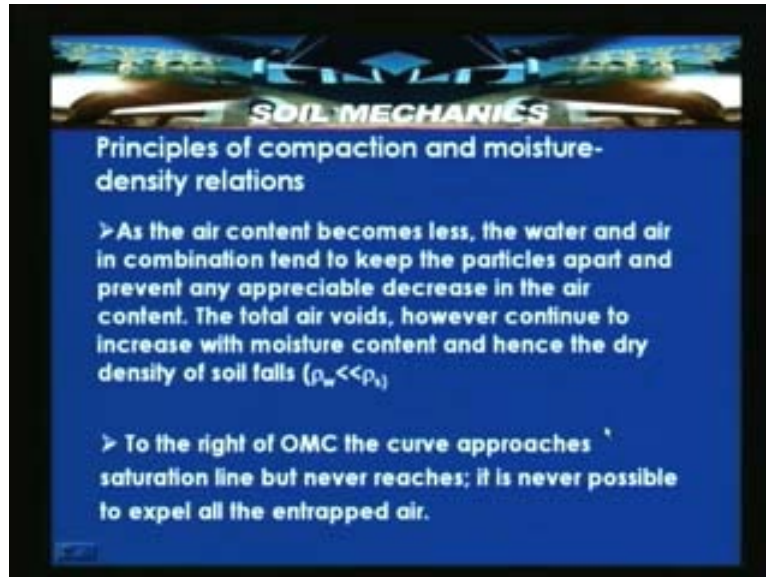 SOIL MECHANICS
Principles of compaction and moisture-
density relations
➢As the air content becomes less, the water and air
in combination tend to keep the particles apart and
prevent any appreciable decrease in the air
content. The total air voids, however continue to
increase with moisture content and hence the dry
density of soil falls (ρw<<ρs)
➢ To the right of OMC the curve approaches
saturation line but never reaches; it is never possible
to expel all the entrapped air.